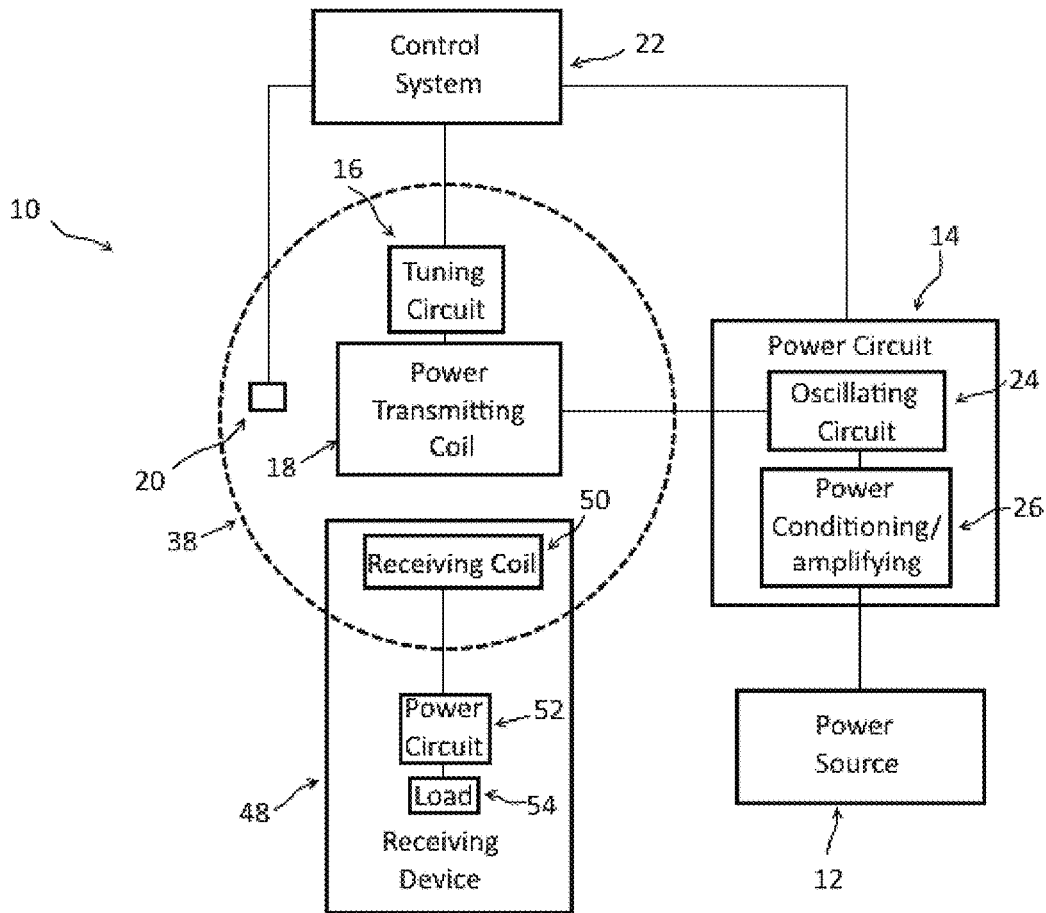 Control
System
22
16
10
Tuning
Circuit
14
Power Circuit
Power
Transmitting
Coil
Oscillating
Circuit
24
20
18
Power
Conditioning/
amplifying
26
38
50
Receiving Coil
Power
Circuit
52
Power
Source
Load
54
48
Receiving
Device
12